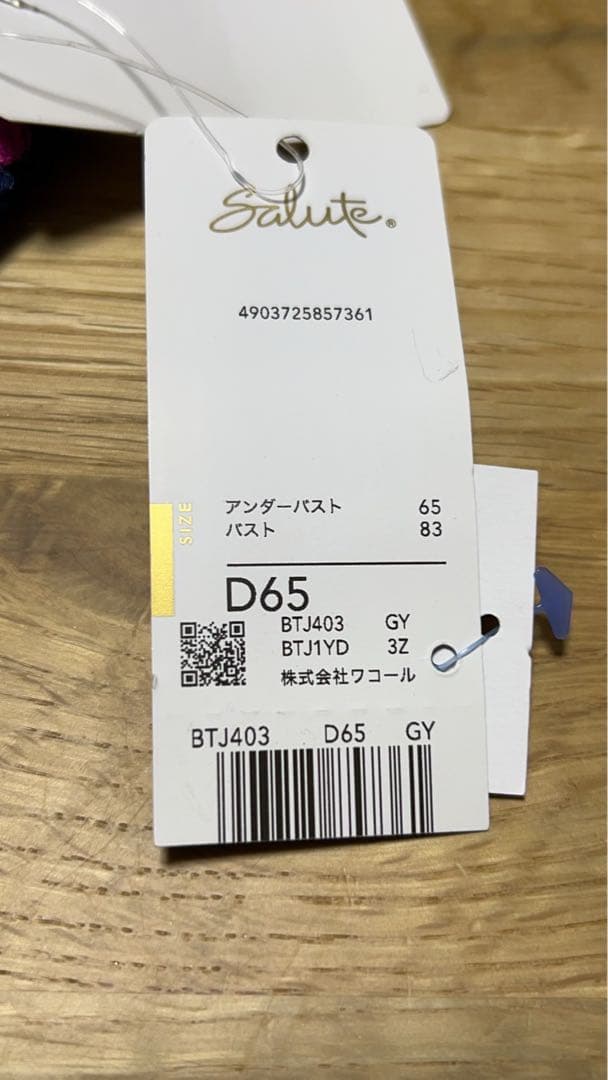 Salute®
4903725857361
SIZE
アンダーバスト 65
バスト 83
D65
BTJ403 GY
BTJ1YD 3Z
株式会社ワコール
BTJ403 D65 GY